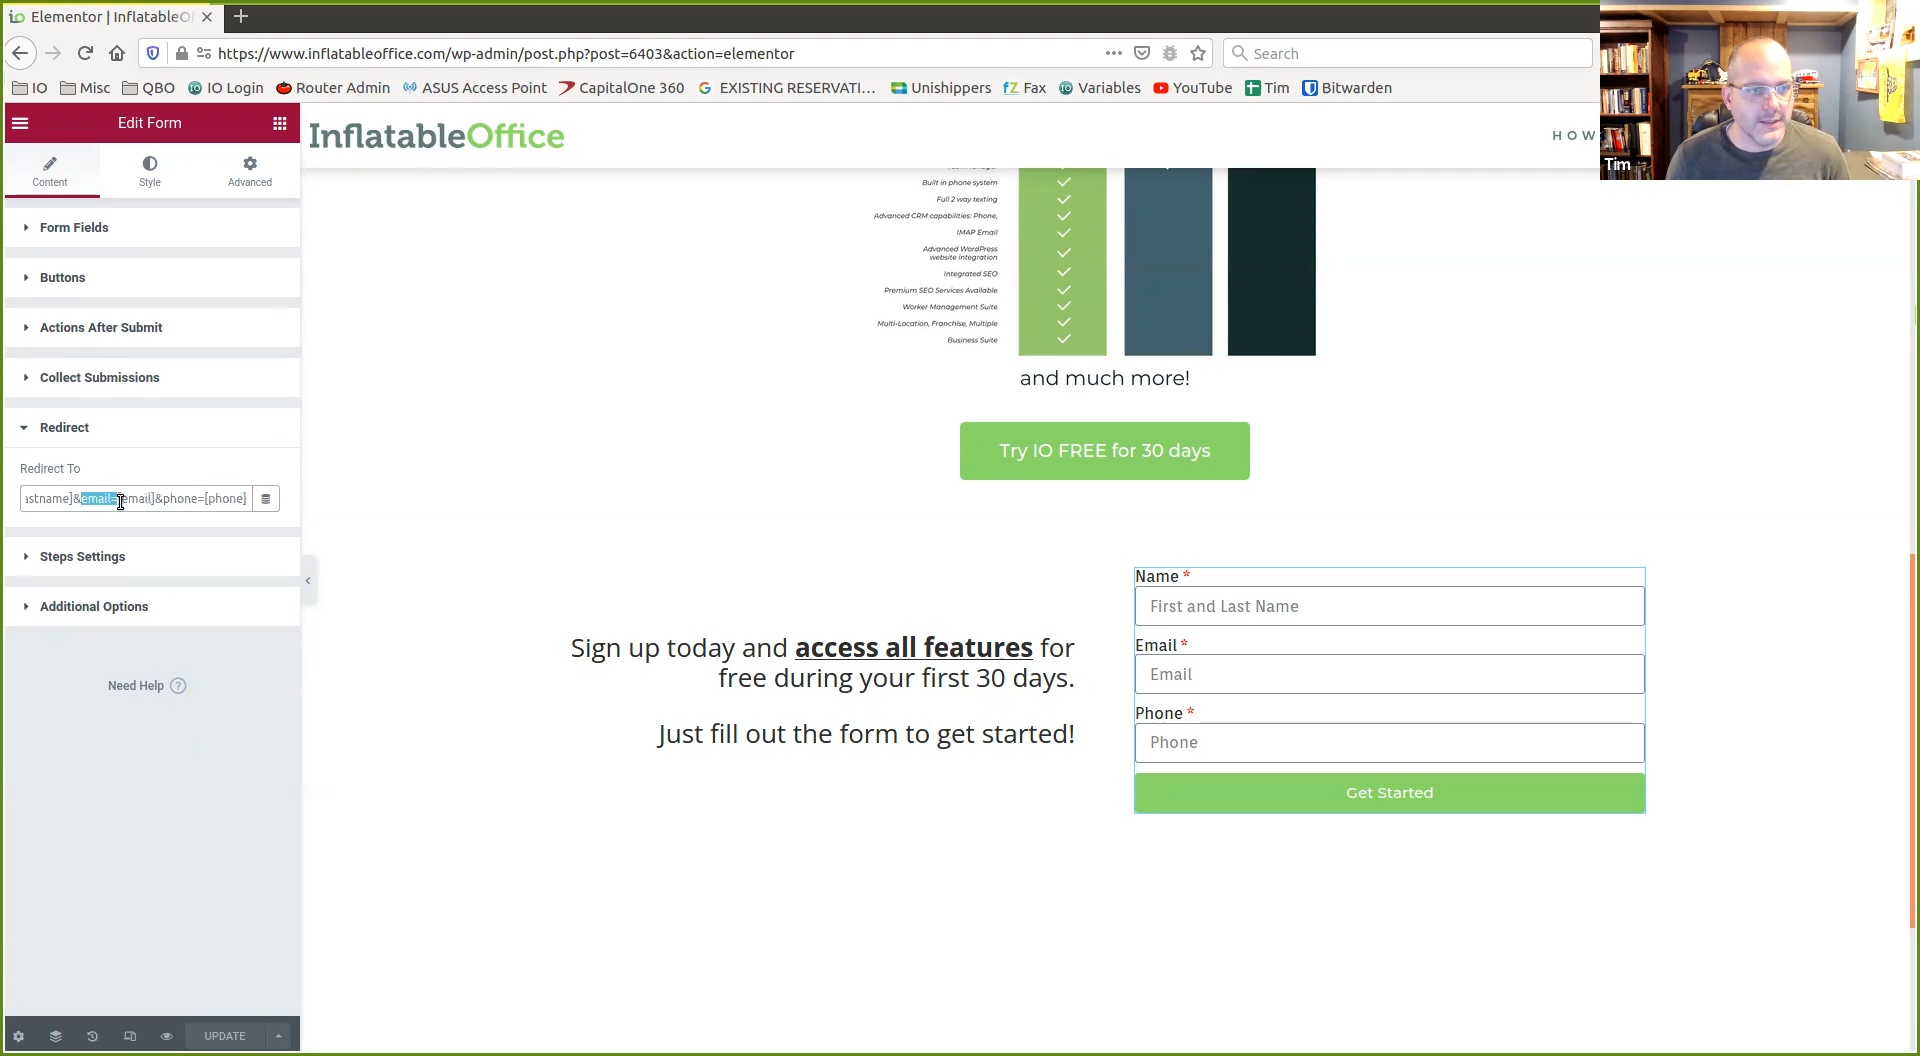 Elementor | InflatableO
https://www.inflatableoffice.com/wp-admin/post.php?post=6403&action=elementor
Search
IO
Misc
QBO
IO Login
Router Admin
ASUS Access Point
CapitalOne 360
EXISTING RESERVATI...
Unishippers
fZ Fax
Variables
YouTube
Tim
Bitwarden
Tim
Edit Form
InflatableOffice
HOW
Content
Style
Advanced
Form Fields
Buttons
Actions After Submit
Collect Submissions
Redirect
Redirect To
astname]&email=[email]&phone=[phone]
Steps Settings
Additional Options
Need Help ?
UPDATE
Built in phone system
Full 2 way texting
Advanced CRM capabilities: Phone,
IMAP Email
Advanced WordPress
website integration
Integrated SEO
Premium SEO Services Available
Worker Management Suite
Multi-Location, Franchise, Multiple
Business Suite
and much more!
Try IO FREE for 30 days
Sign up today and access all features for
free during your first 30 days.
Just fill out the form to get started!
Name *
First and Last Name
Email *
Email
Phone *
Phone
Get Started